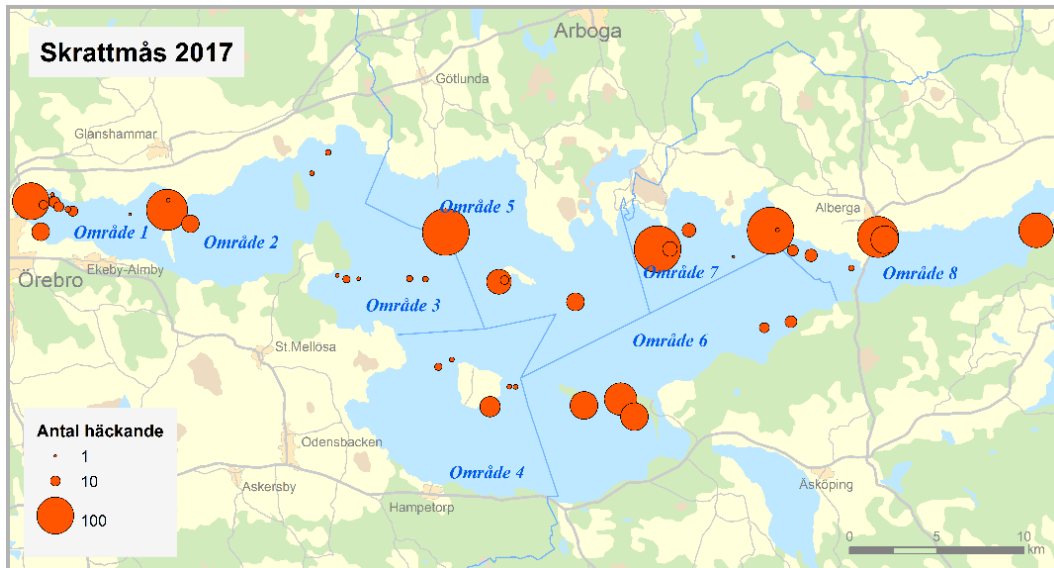 Skrattmås 2017
Arboga
Götlunda
Glanshammar
Område 5
Alberga
Område 1
Område 2
Ekeby-Almby
Örebro
Område 7
Område 8
Område 3
Område 6
St.Mellösa
Odensbacken
Område 4
Askersby
Hampetorp
Äsköping
Antal häckande
1
10
100
0 5 10
km